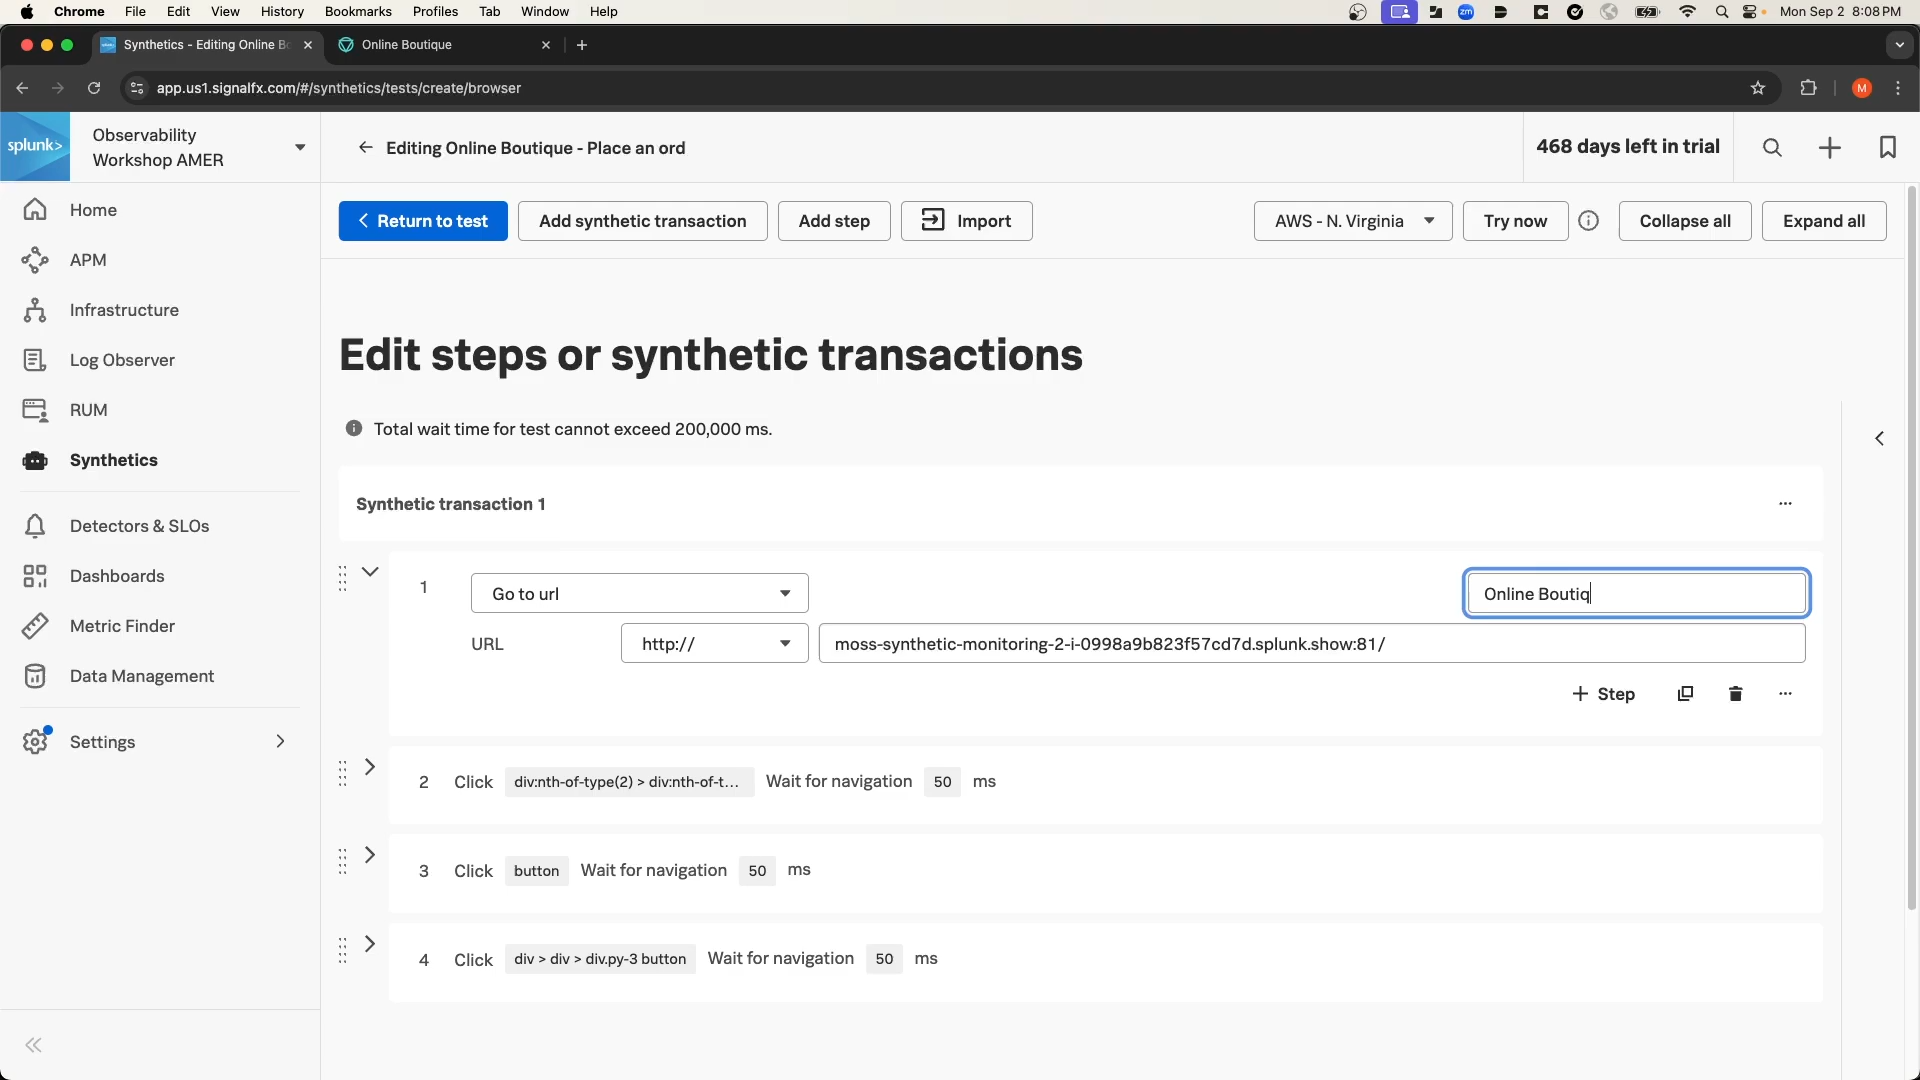 Chrome File Edit View History Bookmarks Profiles Tab Window Help zm Mon Sep 2 8:08 PM
Synthetics - Editing Online Bo Online Boutique
app.us1.signalfx.com/#/synthetics/tests/create/browser M
splunk> Observability
Workshop AMER
Editing Online Boutique - Place an ord
468 days left in trial
Home
APM
Infrastructure
Log Observer
RUM
Synthetics
Detectors & SLOs
Dashboards
Metric Finder
Data Management
Settings
Return to test Add synthetic transaction Add step Import AWS - N. Virginia Try now Collapse all Expand all
Edit steps or synthetic transactions
Total wait time for test cannot exceed 200,000 ms.
Synthetic transaction 1
1 Go to url Online Boutiq
URL http:// moss-synthetic-monitoring-2-i-0998a9b823f57cd7d.splunk.show:81/
+ Step
2 Click div:nth-of-type(2) > div:nth-of-t... Wait for navigation 50 ms
3 Click button Wait for navigation 50 ms
4 Click div > div > div.py-3 button Wait for navigation 50 ms